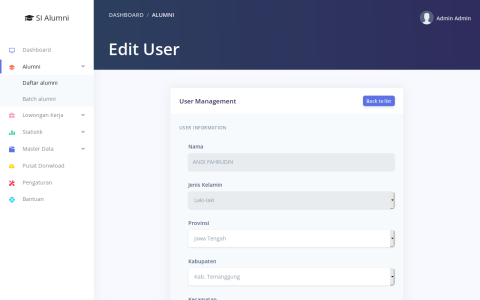 SI Alumni
DASHBOARD / ALUMNI
Admin Admin
Edit User
Dashboard
Alumni
Daftar alumni
Batch alumni
Lowongan Kerja
Statistik
Master Data
Pusat Donwload
Pengaturan
Bantuan
User Management
Back to list
USER INFORMATION
Nama
ANDI FAHRUDIN
Jenis Kelamin
Laki-laki
Provinsi
Jawa Tengah
Kabupaten
Kab. Temanggung
Kecamatan